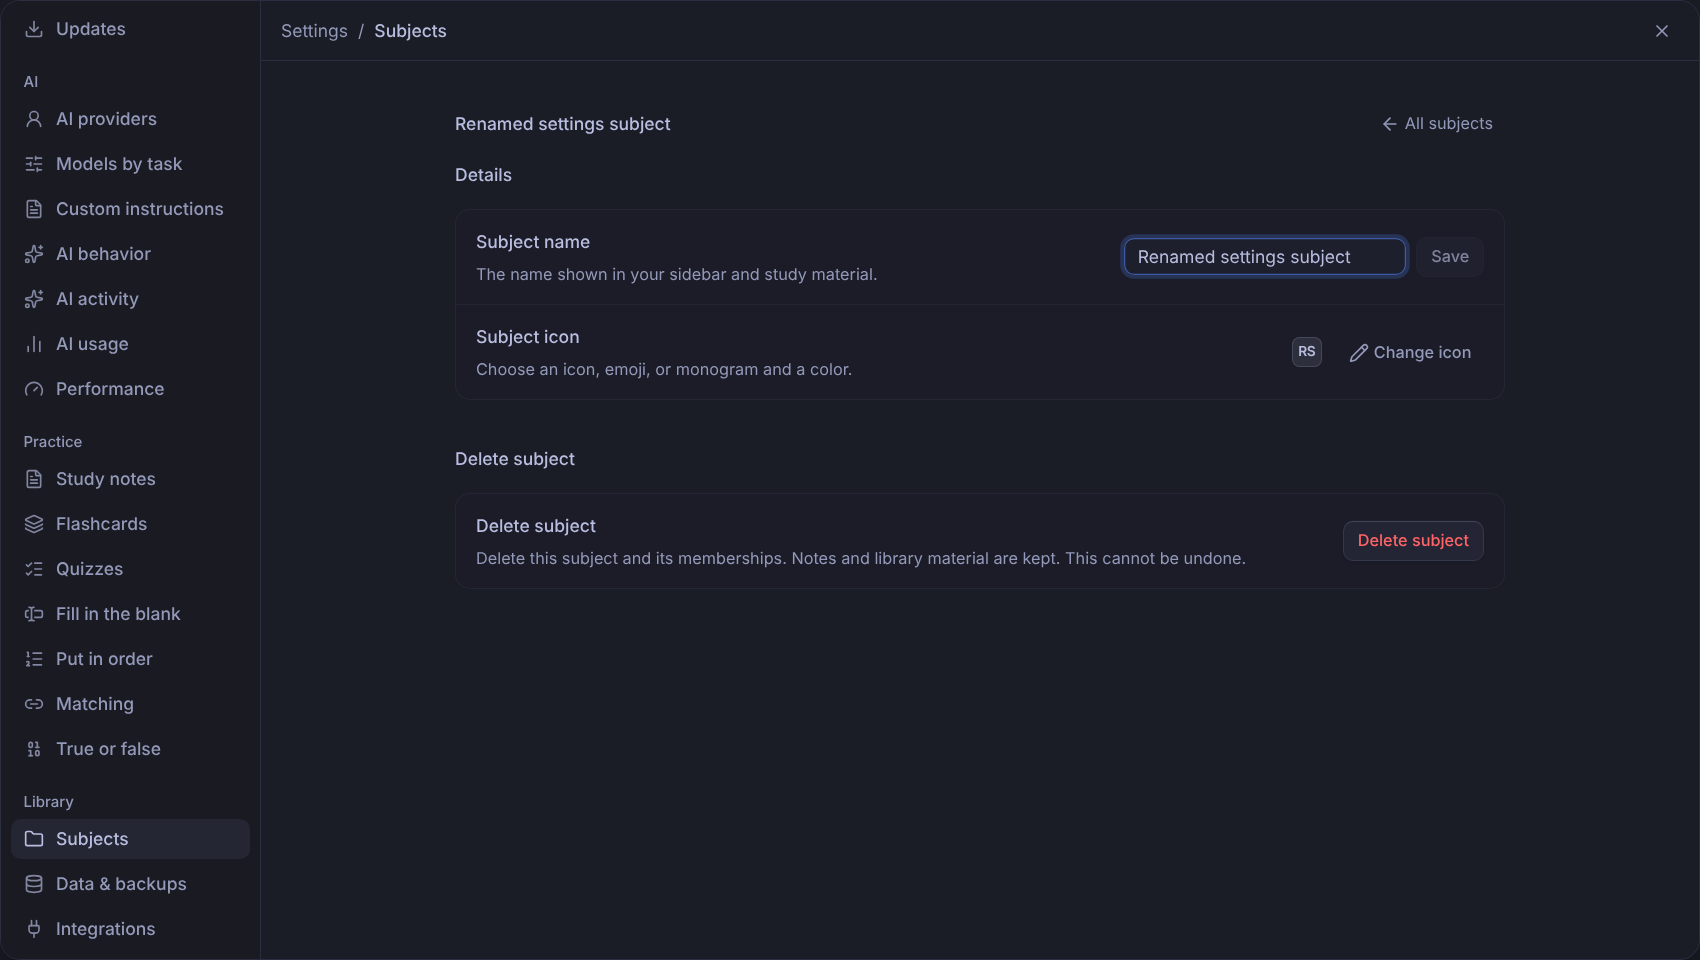 Updates
AI
AI providers
Models by task
Custom instructions
AI behavior
AI activity
AI usage
Performance
Practice
Study notes
Flashcards
Quizzes
Fill in the blank
Put in order
Matching
True or false
Library
Subjects
Data & backups
Integrations
Settings / Subjects
Renamed settings subject
All subjects
Details
Subject name
The name shown in your sidebar and study material.
Renamed settings subject
Save
Subject icon
Choose an icon, emoji, or monogram and a color.
RS
Change icon
Delete subject
Delete subject
Delete this subject and its memberships. Notes and library material are kept. This cannot be undone.
Delete subject